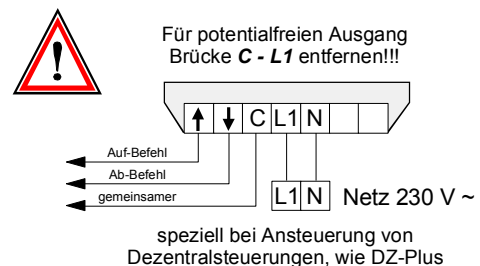 !
Für potentialfreien Ausgang
Brücke C - L1 entfernen!!!
C L1 N
Auf-Befehl
Ab-Befehl
gemeinsamer
L1 N Netz 230 V ~
speziell bei Ansteuerung von
Dezentralsteuerungen, wie DZ-Plus